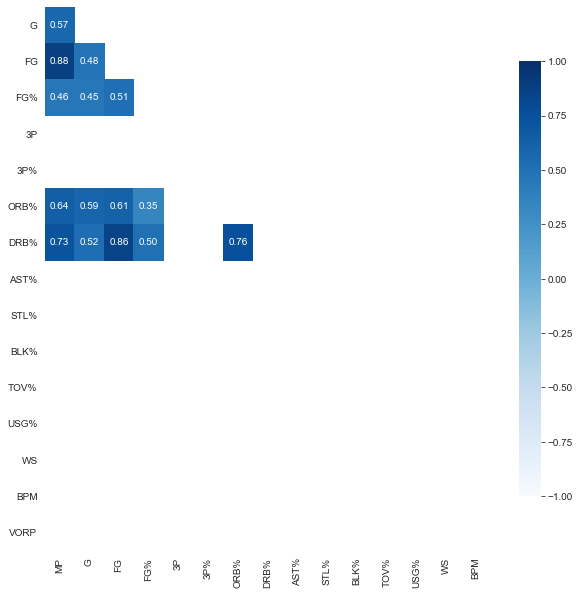 G 0.57
FG 0.88 0.48
1.00
FG% 0.46 0.45 0.51
0.75
3P
0.50
3P%
ORB% 0.64 0.59 0.61 0.35
0.25
DRB% 0.73 0.52 0.86 0.50 0.76
0.00
AST%
STL%
−0.25
BLK%
−0.50
TOV%
USG%
−0.75
WS
BPM
−1.00
VORP
MP G FG FG% 3P 3P% ORB% DRB% AST% STL% BLK% TOV% USG% WS BPM